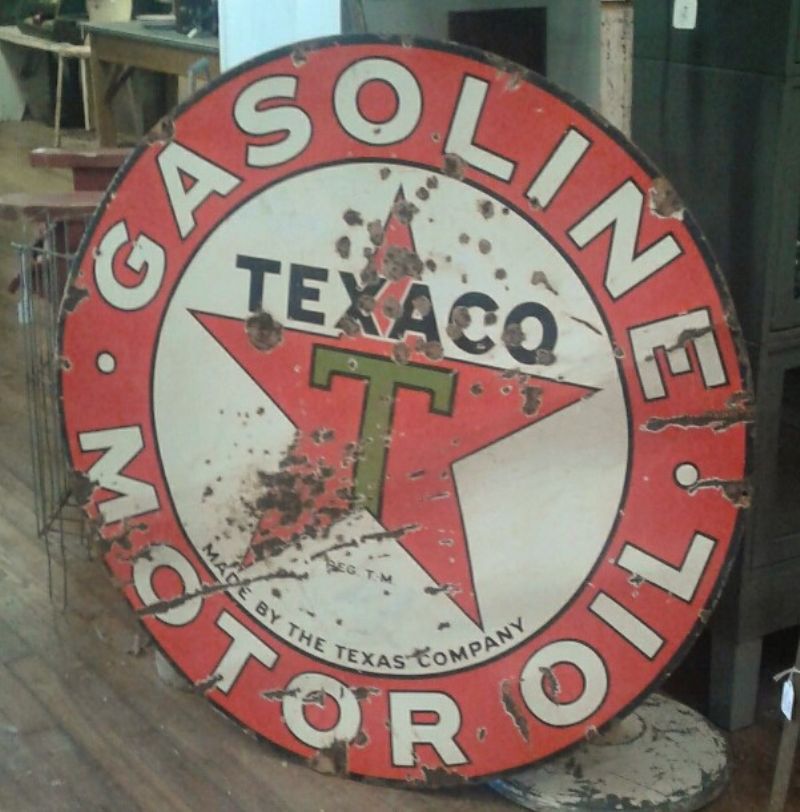 GASOLINE
TEXACO
T
REG. T.M.
MADE BY THE TEXAS COMPANY
MOTOR OIL